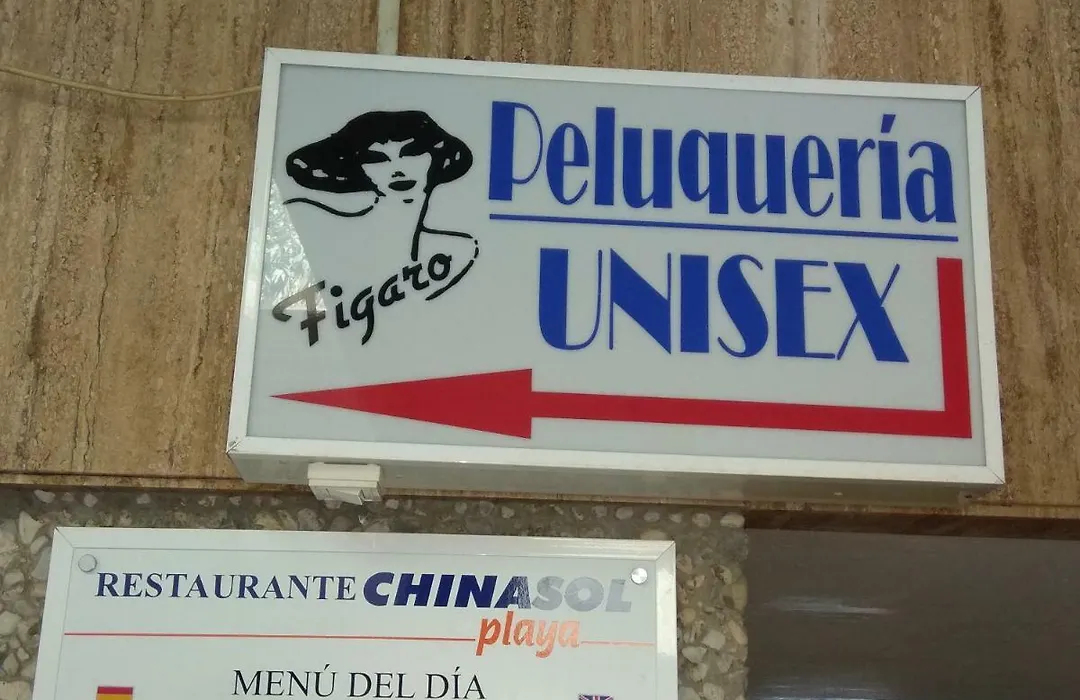 Peluquería
UNISEX
Figaro
RESTAURANTE CHINASOL
playa
MENÚ DEL DÍA